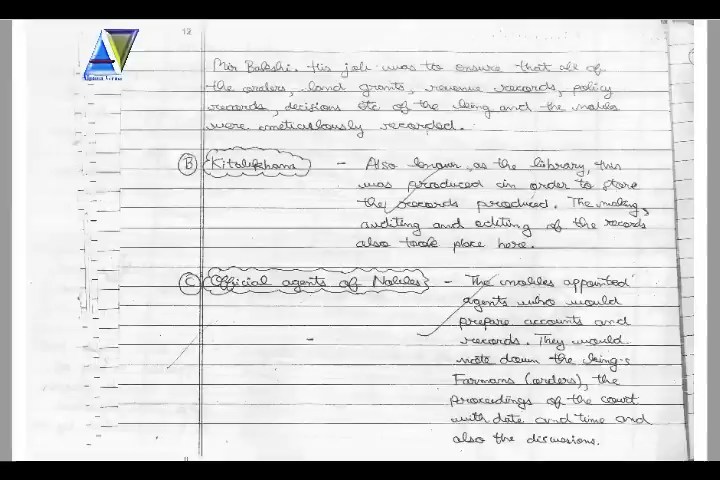 12
Mir Bakshi. His job was to ensure that all of
the orders, land grants, revenue records, policy
records, decisions etc of the king and the nobles
were meticulously recorded.
(B) Kitabkhana - Also known as the library, this
was produced in order to store
the records produced. The making,
auditing and editing of the records
also took place here.
(C) Official agents of Nobles - The nobles appointed
agents who would
prepare accounts and
records. They would
note down the king's
Farmans (orders), the
proceedings of the court
with date and time and
also the discussions.